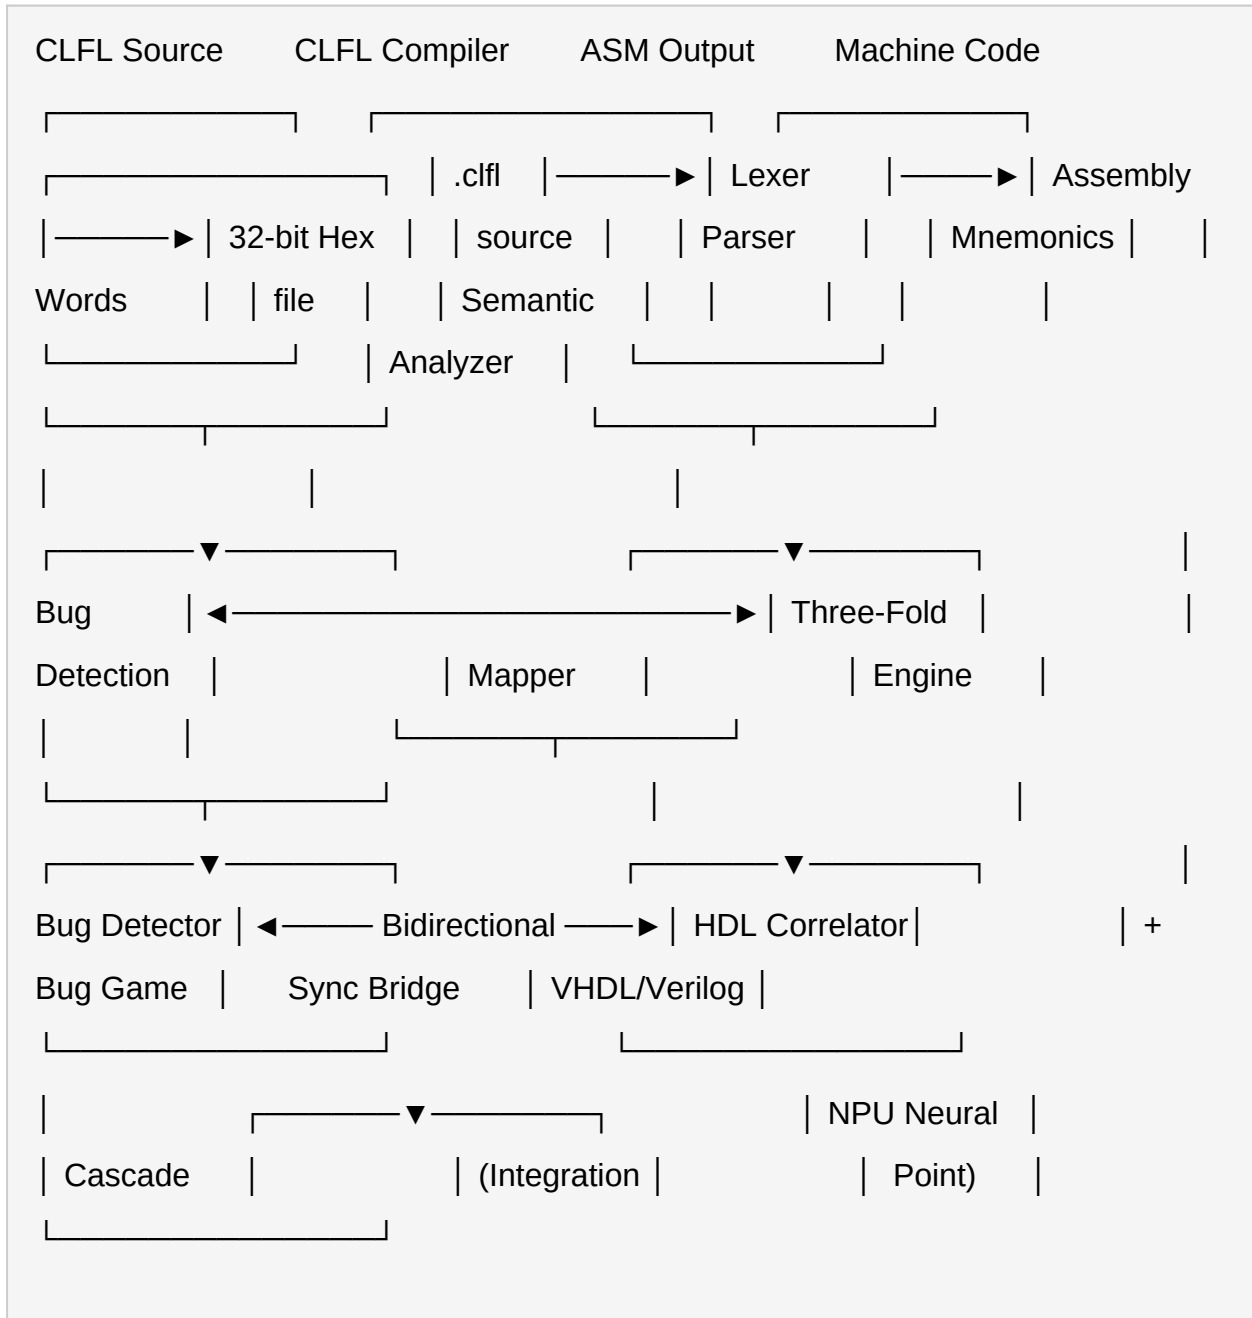 CLFL Source CLFL Compiler ASM Output Machine Code
┌─────────────┐ ┌──────────────────┐ ┌─────────────┐
┌──────────────────┐ │ .clfl │──────►│ Lexer │─────►│ Assembly
│──────►│ 32-bit Hex │ │ source │ │ Parser │ │ Mnemonics │ │
Words │ │ file │ │ Semantic │ │ │ │ │
└─────────────┘ │ Analyzer │ └─────────────┘
└────────┬─────────┘ └────────┬─────────┘
│ │ │
┌────────▼─────────┐ ┌────────▼─────────┐ │
Bug │◄──────────────────────────►│ Three-Fold │ │
Detection │ │ Mapper │ │ Engine │
│ │ └────────┬─────────┘
└────────┬─────────┘ │ │
┌────────▼─────────┐ ┌────────▼─────────┐ │
Bug Detector │◄───── Bidirectional ────►│ HDL Correlator│ │ +
Bug Game │ Sync Bridge │ VHDL/Verilog │
└──────────────────┘ └──────────────────┘
│ ┌────────▼─────────┐ │ NPU Neural │
│ Cascade │ │ (Integration │ │ Point) │
└──────────────────┘